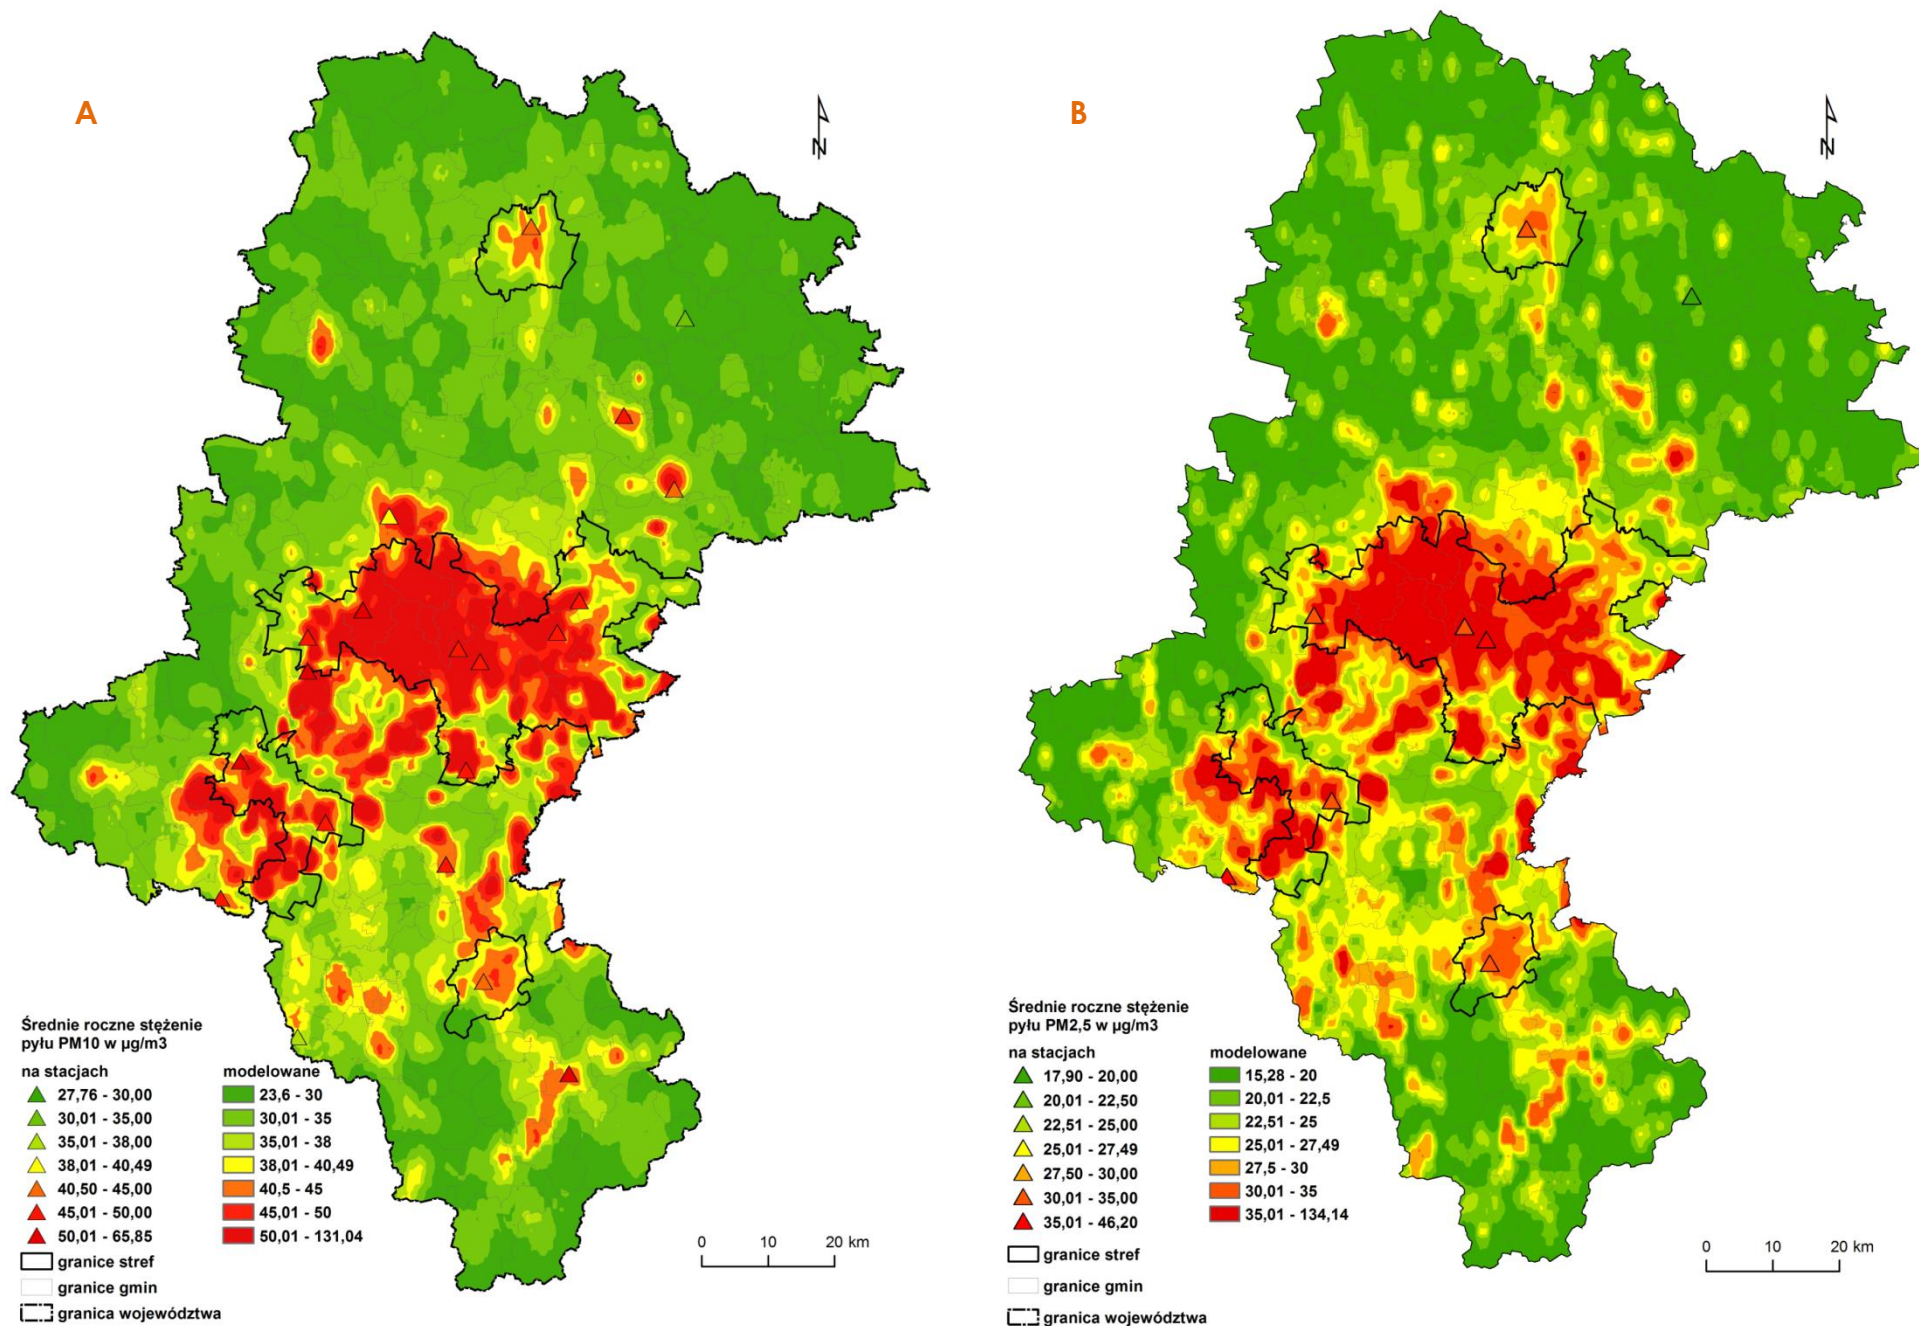 A
N
Średnie roczne stężenie
pyłu PM10 w µg/m3
na stacjach
27,76 - 30,00
30,01 - 35,00
35,01 - 38,00
38,01 - 40,49
40,50 - 45,00
45,01 - 50,00
50,01 - 65,85
granice stref
granice gmin
granica województwa
modelowane
23,6 - 30
30,01 - 35
35,01 - 38
38,01 - 40,49
40,5 - 45
45,01 - 50
50,01 - 131,04
0 10 20 km
B
N
Średnie roczne stężenie
pyłu PM2,5 w µg/m3
na stacjach
17,90 - 20,00
20,01 - 22,50
22,51 - 25,00
25,01 - 27,49
27,50 - 30,00
30,01 - 35,00
35,01 - 46,20
granice stref
granice gmin
granica województwa
modelowane
15,28 - 20
20,01 - 22,5
22,51 - 25
25,01 - 27,49
27,5 - 30
30,01 - 35
35,01 - 134,14
0 10 20 km